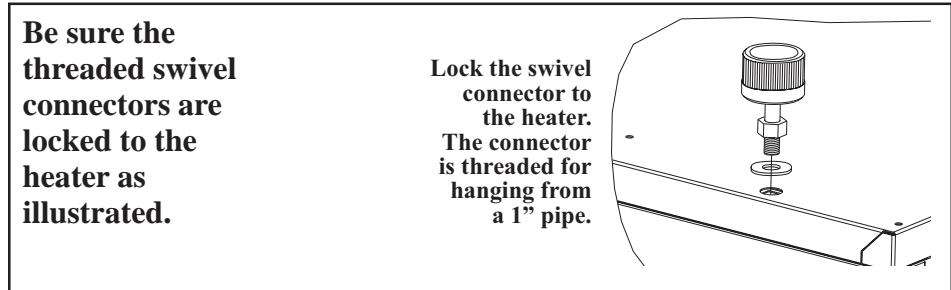 Be sure the
threaded swivel
connectors are
locked to the
heater as
illustrated.
Lock the swivel
connector to
the heater.
The connector
is threaded for
hanging from
a 1” pipe.